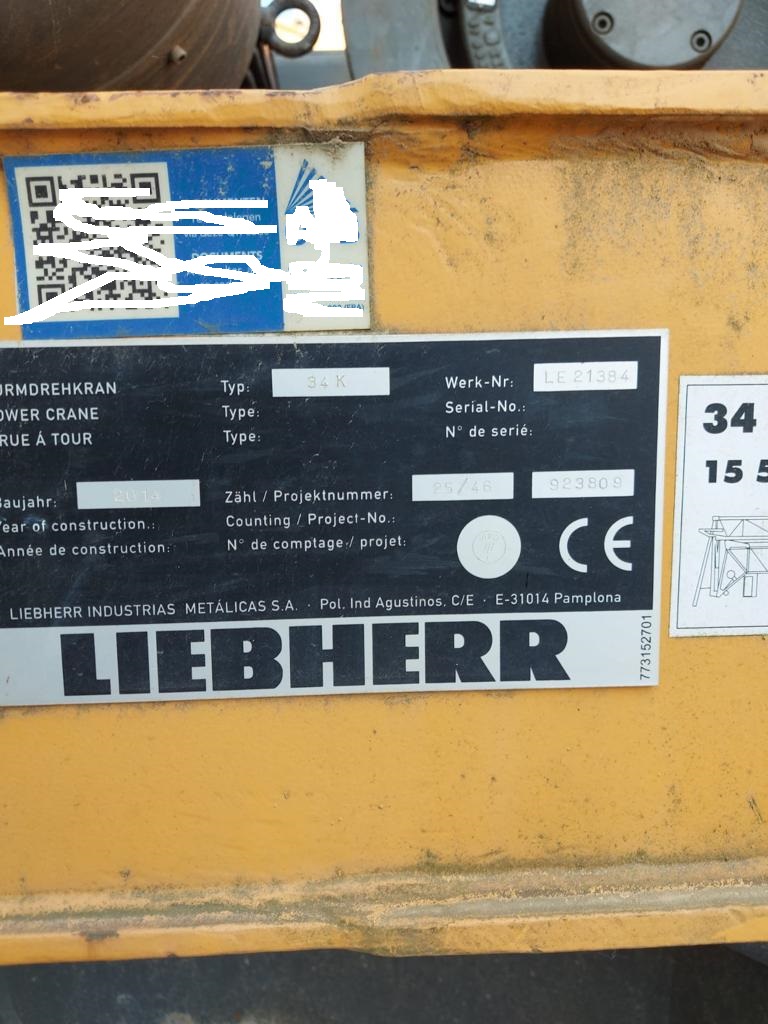 URMDREHKRAN
OWER CRANE
RUE Á TOUR
Typ: 34 K
Type:
Type:
Werk-Nr: LE 21384
Serial-No.:
N° de serié:
Baujahr: 2014
Year of construction.:
Année de construction:
Zähl / Projektnummer: 25/46 923809
Counting / Project-No.:
N° de comptage / projet:
CE
LIEBHERR INDUSTRIAS METÁLICAS S.A. · Pol. Ind Agustinos, C/E · E-31014 Pamplona
LIEBHERR
773152701
34
15 5